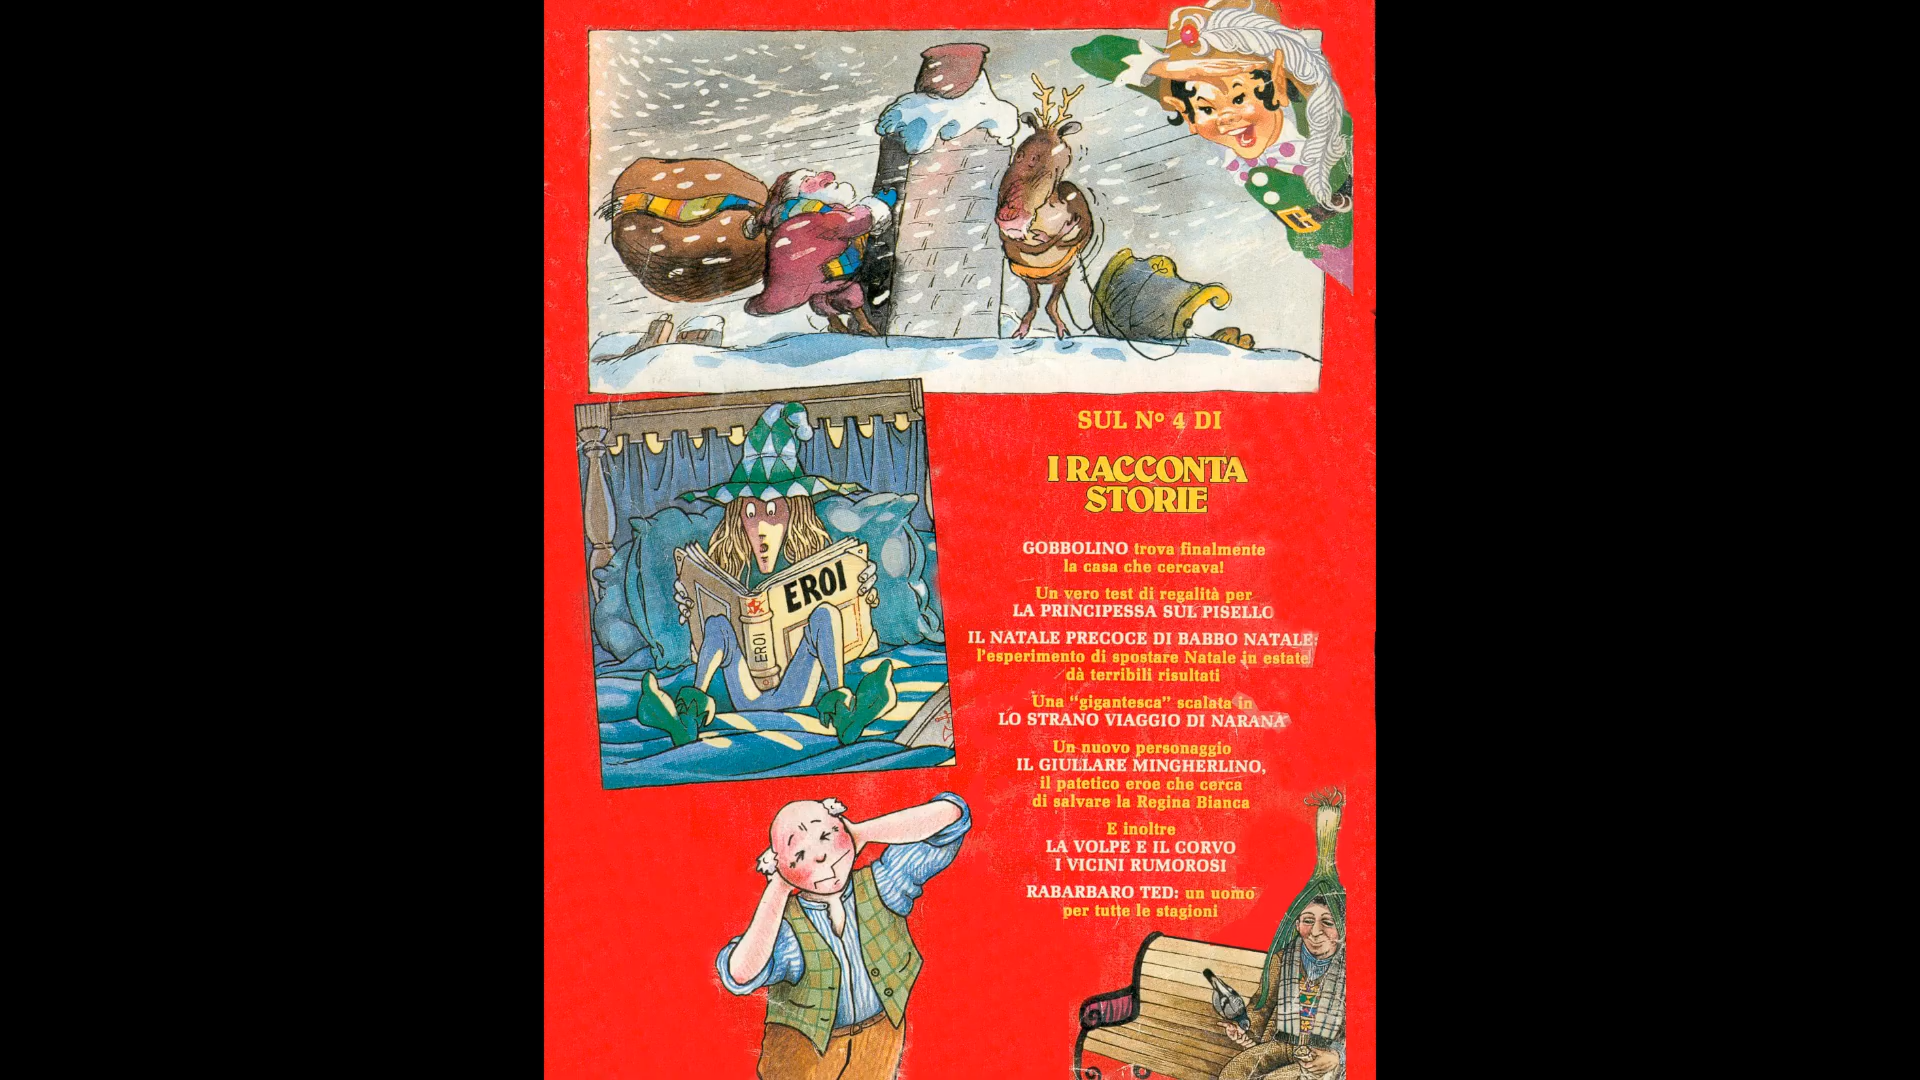 SUL Nº 4 DI
I RACCONTA
STORIE
GOBBOLINO trova finalmente
la casa che cercava!
Un vero test di regalità per
LA PRINCIPESSA SUL PISELLO
IL NATALE PRECOCE DI BABBO NATALE:
l'esperimento di spostare Natale in estate
dà terribili risultati
Una “gigantesca” scalata in
LO STRANO VIAGGIO DI NARANA
Un nuovo personaggio
IL GIULLARE MINGHERLINO,
il patetico eroe che cerca
di salvare la Regina Bianca
E inoltre
LA VOLPE E IL CORVO
I VICINI RUMOROSI
RABARBARO TED: un uomo
per tutte le stagioni
EROI
EROI